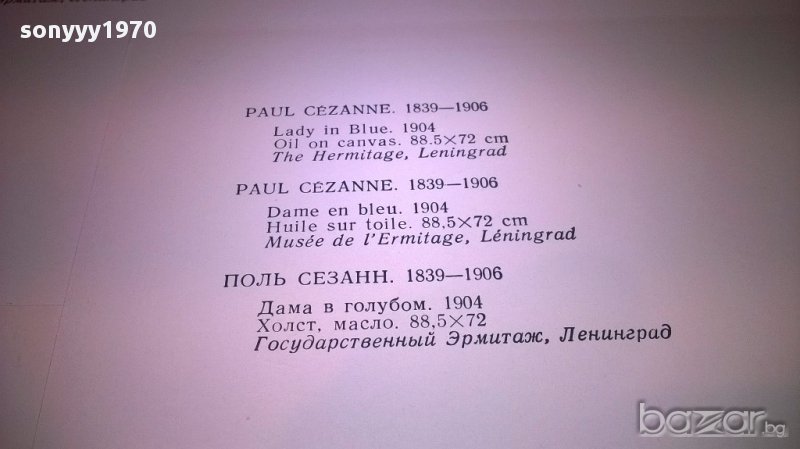 sonyyy1970
PAUL CÉZANNE. 1839—1906
Lady in Blue. 1904
Oil on canvas. 88.5×72 cm
The Hermitage, Leningrad
PAUL CÉZANNE. 1839—1906
Dame en bleu. 1904
Huile sur toile. 88,5×72 cm
Musée de l'Ermitage, Léningrad
ПОЛЬ СЕЗАНН. 1839—1906
Дама в голубом. 1904
Холст, масло. 88,5×72
Государственный Эрмитаж, Ленинград
bazar.bg